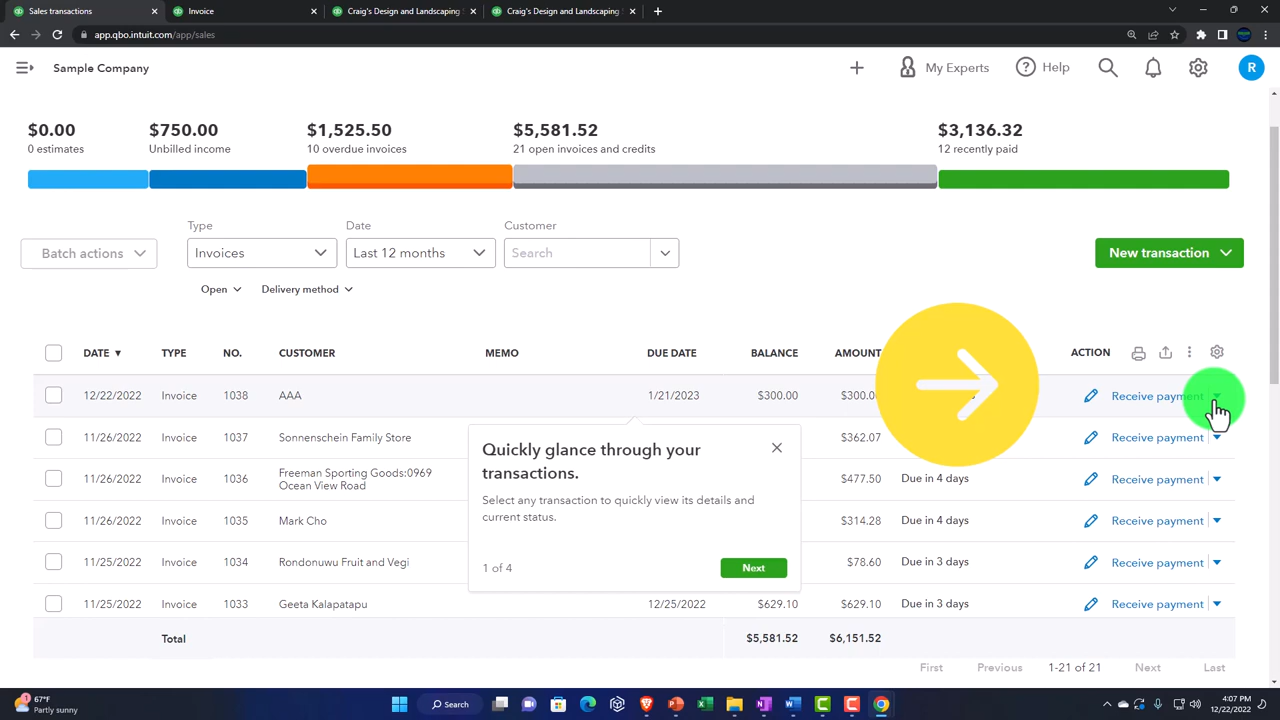 Sales transactions
Invoice
Craig's Design and Landscaping
Craig's Design and Landscaping
app.qbo.intuit.com/app/sales
Sample Company
My Experts
Help
R
$0.00
0 estimates
$750.00
Unbilled income
$1,525.50
10 overdue invoices
$5,581.52
21 open invoices and credits
$3,136.32
12 recently paid
Type
Date
Customer
Batch actions
Invoices
Last 12 months
Search
New transaction
Open
Delivery method
DATE ▼ TYPE NO. CUSTOMER MEMO DUE DATE BALANCE AMOUNT ACTION
12/22/2022 Invoice 1038 AAA 1/21/2023 $300.00 $300.0 Receive payment
11/26/2022 Invoice 1037 Sonnenschein Family Store $362.07 Receive payment
11/26/2022 Invoice 1036 Freeman Sporting Goods:0969 Ocean View Road $477.50 Due in 4 days Receive payment
11/26/2022 Invoice 1035 Mark Cho $314.28 Due in 4 days Receive payment
11/25/2022 Invoice 1034 Rondonuwu Fruit and Vegi $78.60 Due in 3 days Receive payment
11/25/2022 Invoice 1033 Geeta Kalapatapu 12/25/2022 $629.10 $629.10 Due in 3 days Receive payment
Total $5,581.52 $6,151.52
Quickly glance through your
transactions.
Select any transaction to quickly view its details and
current status.
1 of 4
Next
First Previous 1-21 of 21 Next Last
67°F
Partly sunny
Search
4:07 PM
12/22/2022